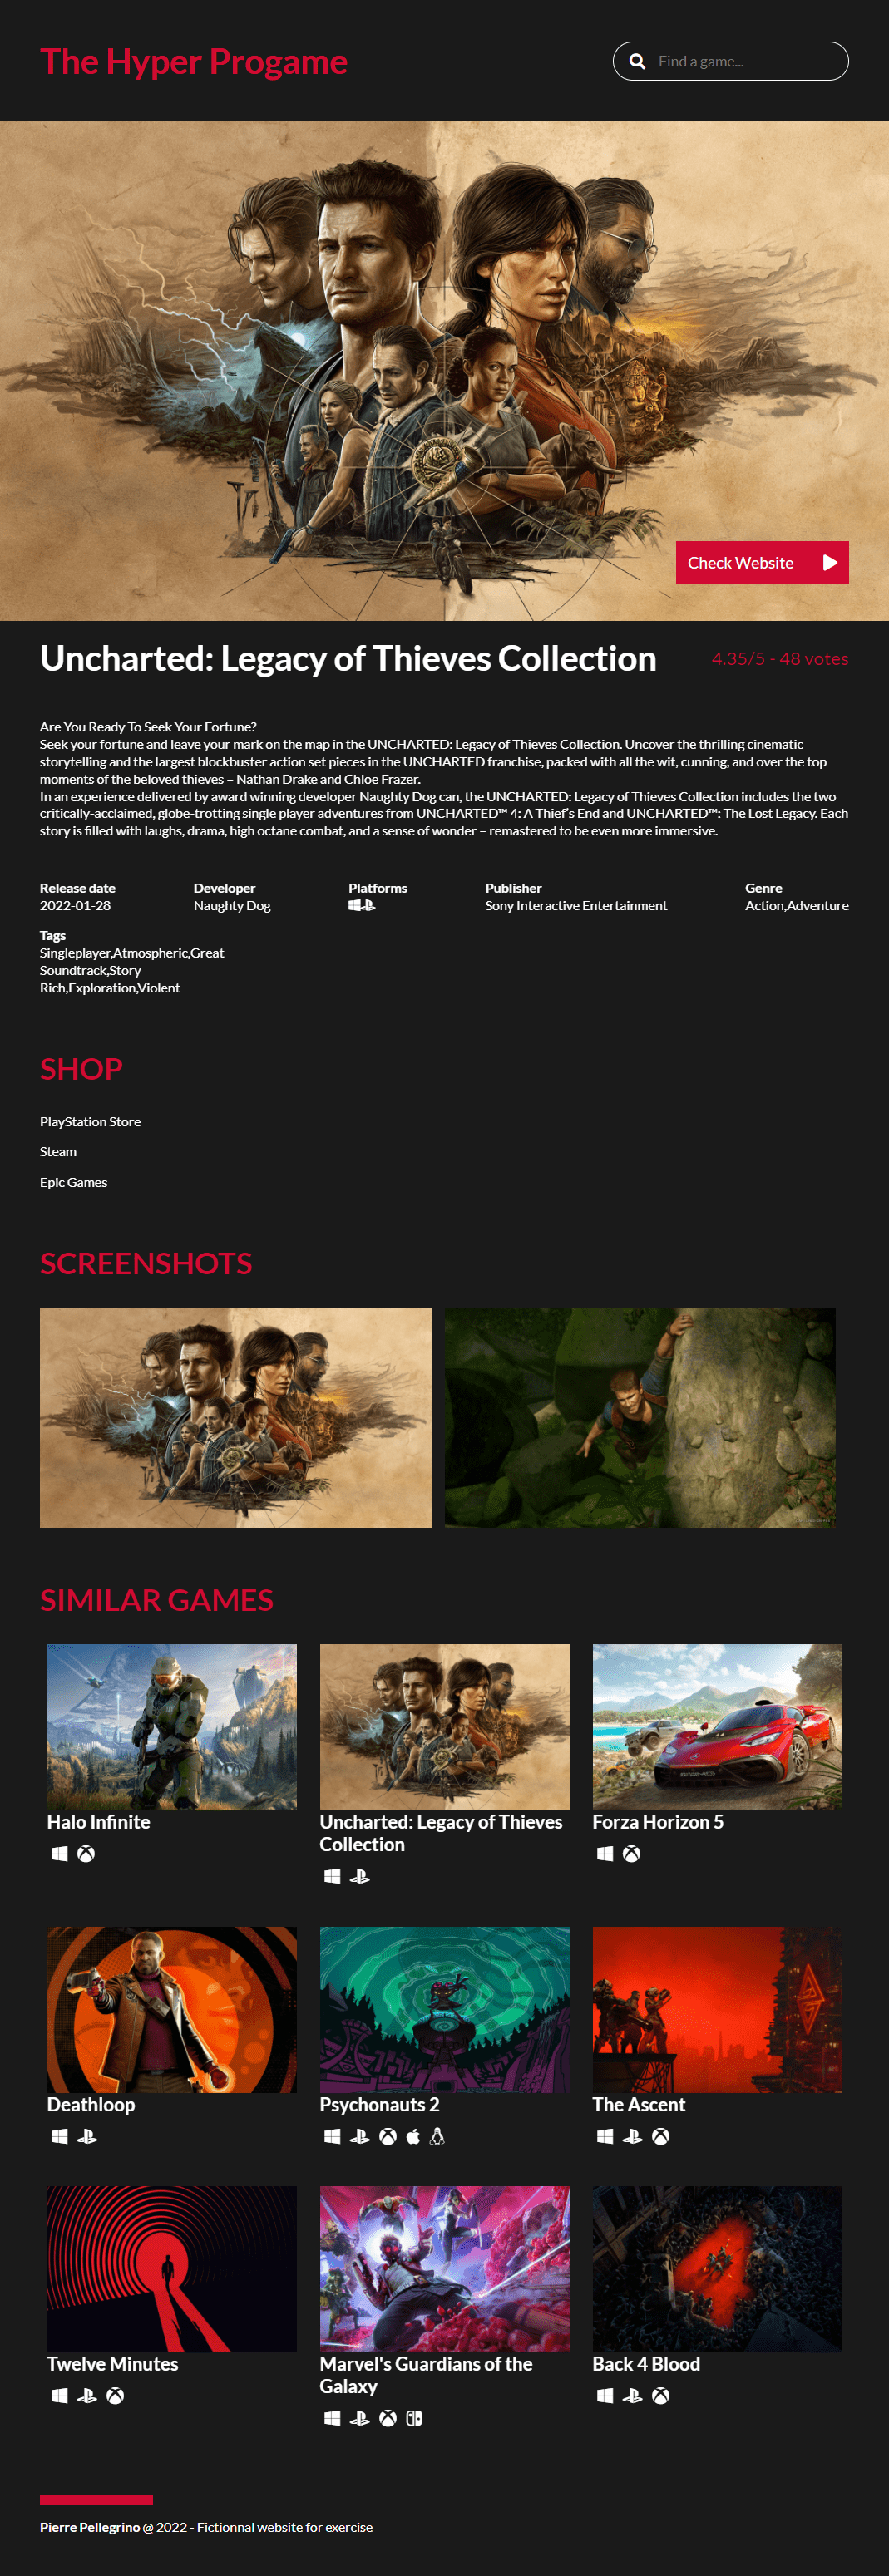 The Hyper Progame
Find a game...
Check Website
Uncharted: Legacy of Thieves Collection
4.35/5 - 48 votes
Are You Ready To Seek Your Fortune?
Seek your fortune and leave your mark on the map in the UNCHARTED: Legacy of Thieves Collection. Uncover the thrilling cinematic
storytelling and the largest blockbuster action set pieces in the UNCHARTED franchise, packed with all the wit, cunning, and over the top
moments of the beloved thieves – Nathan Drake and Chloe Frazer.
In an experience delivered by award winning developer Naughty Dog can, the UNCHARTED: Legacy of Thieves Collection includes the two
critically-acclaimed, globe-trotting single player adventures from UNCHARTED™ 4: A Thief’s End and UNCHARTED™: The Lost Legacy. Each
story is filled with laughs, drama, high octane combat, and a sense of wonder – remastered to be even more immersive.
Release date
2022-01-28
Developer
Naughty Dog
Platforms
Publisher
Sony Interactive Entertainment
Genre
Action,Adventure
Tags
Singleplayer,Atmospheric,Great
Soundtrack,Story
Rich,Exploration,Violent
SHOP
PlayStation Store
Steam
Epic Games
SCREENSHOTS
SIMILAR GAMES
Halo Infinite
Uncharted: Legacy of Thieves
Collection
Forza Horizon 5
Deathloop
Psychonauts 2
The Ascent
Twelve Minutes
Marvel's Guardians of the
Galaxy
Back 4 Blood
Pierre Pellegrino @ 2022 - Fictionnal website for exercise